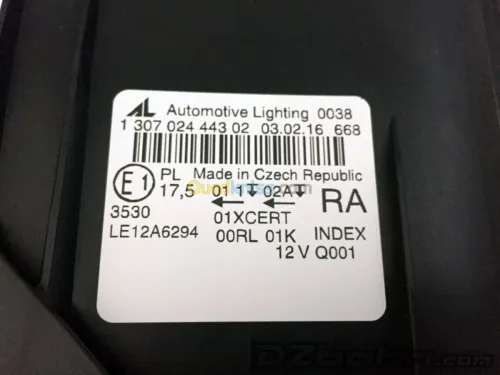 AL Automotive Lighting 0038
1 307 024 443 02 03.02.16 668
E1 PL Made in Czech Republic
17,5 01 1 02A
3530 01XCERT RA
LE12A6294 00RL 01K INDEX
12 V Q001